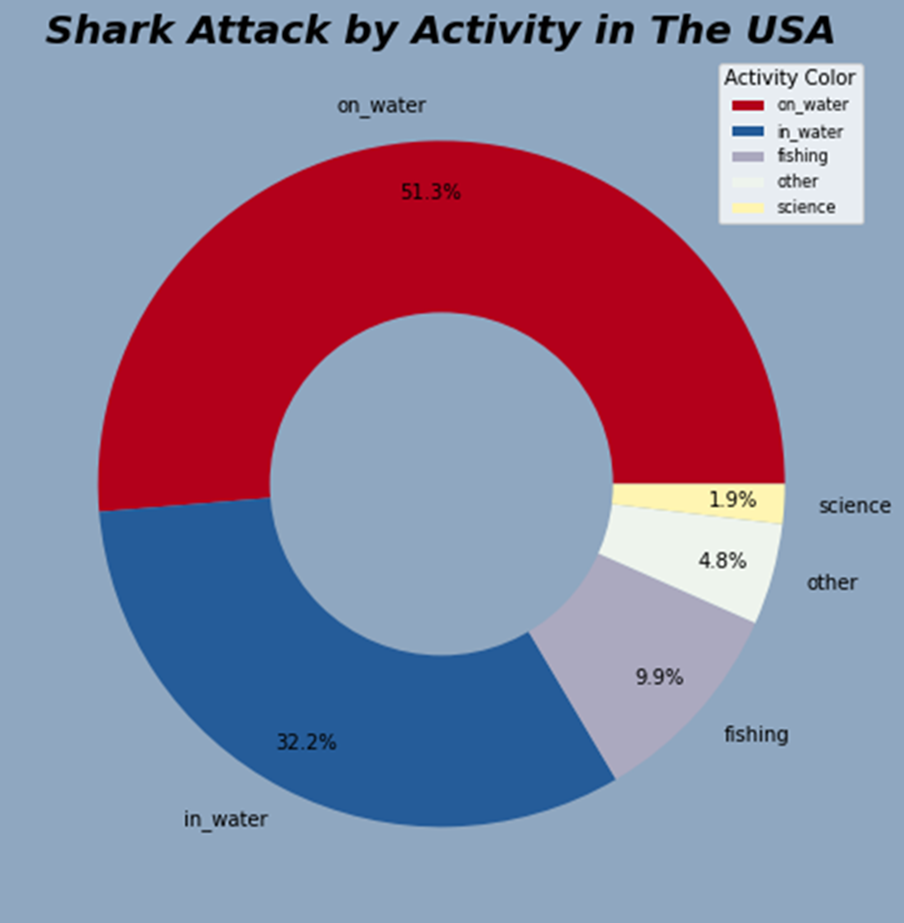 Shark Attack by Activity in The USA
Activity Color
on_water
in_water
fishing
other
science
on_water
51.3%
1.9%
science
4.8%
other
9.9%
fishing
32.2%
in_water